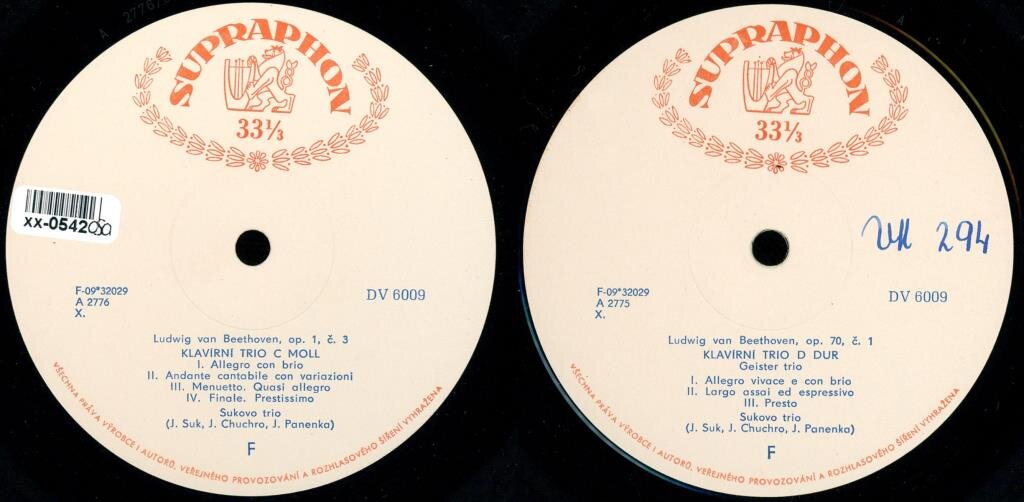 SUPRAPHON
33⅓
XX-0542
F-09*32029
A 2776
X.
DV 6009
Ludwig van Beethoven, op. 1, č. 3
KLAVÍRNÍ TRIO C MOLL
I. Allegro con brio
II. Andante cantabile con variazioni
III. Menuetto. Quasi allegro
IV. Finale. Prestissimo
Sukovo trio
(J. Suk, J. Chuchro, J. Panenka)
F
VŠECHNA PRÁVA VÝROBCE I AUTORŮ, VEŘEJNÉHO PROVOZOVÁNÍ A ROZHLASOVÉHO ŠÍŘENÍ VYHRAŽENA
SUPRAPHON
33⅓
294
F-09*32029
A 2775
X.
DV 6009
Ludwig van Beethoven, op. 70, č. 1
KLAVÍRNÍ TRIO D DUR
Geister trio
I. Allegro vivace e con brio
II. Largo assai ed espressivo
III. Presto
Sukovo trio
(J. Suk, J. Chuchro, J. Panenka)
F
VŠECHNA PRÁVA VÝROBCE I AUTORŮ, VEŘEJNÉHO PROVOZOVÁNÍ A ROZHLASOVÉHO ŠÍŘENÍ VYHRAŽENA